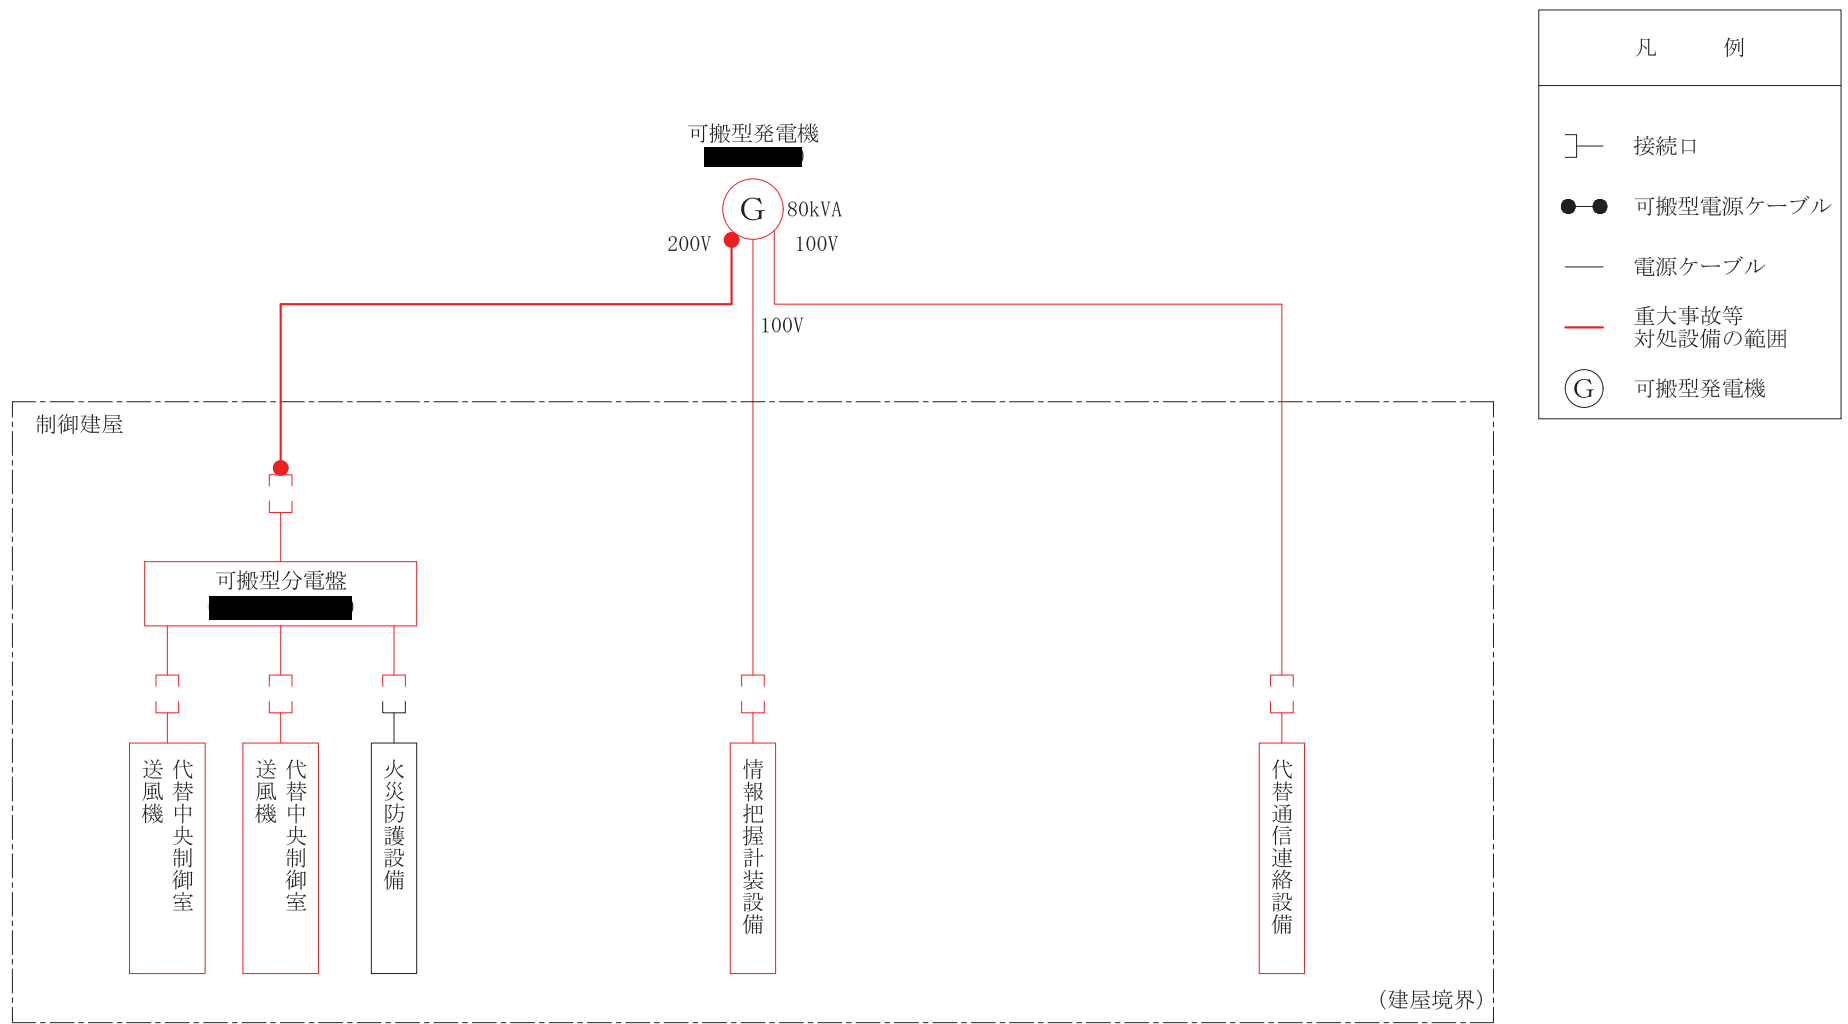 可搬型発電機
G
80kVA
200V
100V
100V
制御建屋
可搬型分電盤
代替中央制御室
送風機
代替中央制御室
送風機
火災防護設備
情報把握計装設備
代替通信連絡設備
(建屋境界)
凡 例
接続口
可搬型電源ケーブル
電源ケーブル
重大事故等
対処設備の範囲
G
可搬型発電機